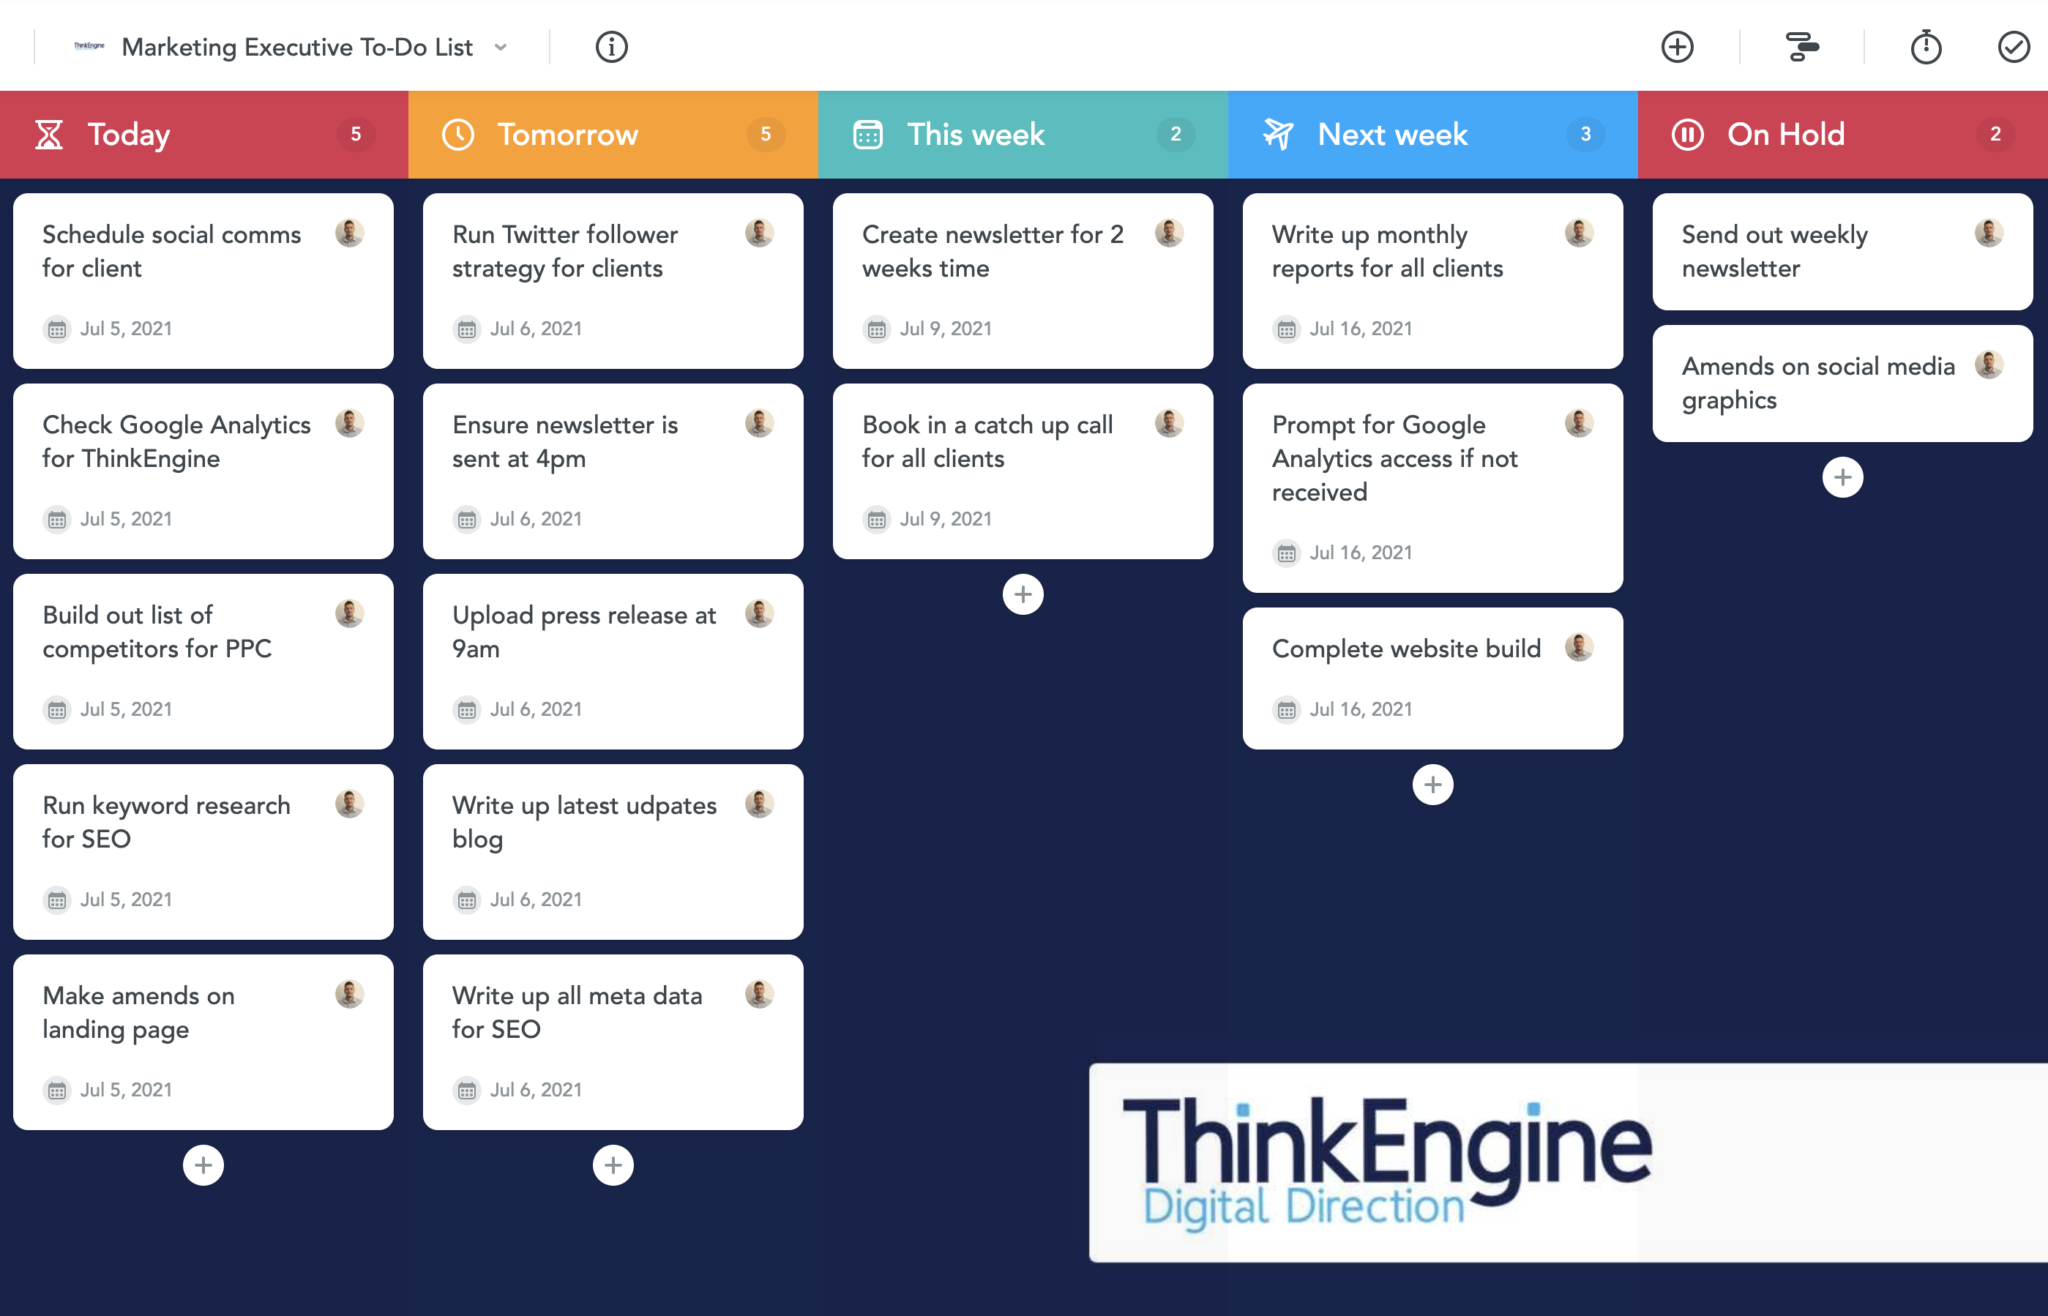 ThinkEngine
Marketing Executive To-Do List
Today
5
Schedule social comms
for client
Jul 5, 2021
Check Google Analytics
for ThinkEngine
Jul 5, 2021
Build out list of
competitors for PPC
Jul 5, 2021
Run keyword research
for SEO
Jul 5, 2021
Make amends on
landing page
Jul 5, 2021
Tomorrow
5
Run Twitter follower
strategy for clients
Jul 6, 2021
Ensure newsletter is
sent at 4pm
Jul 6, 2021
Upload press release at
9am
Jul 6, 2021
Write up latest udpates
blog
Jul 6, 2021
Write up all meta data
for SEO
Jul 6, 2021
This week
2
Create newsletter for 2
weeks time
Jul 9, 2021
Book in a catch up call
for all clients
Jul 9, 2021
Next week
3
Write up monthly
reports for all clients
Jul 16, 2021
Prompt for Google
Analytics access if not
received
Jul 16, 2021
Complete website build
Jul 16, 2021
On Hold
2
Send out weekly
newsletter
Amends on social media
graphics
ThinkEngine
Digital Direction